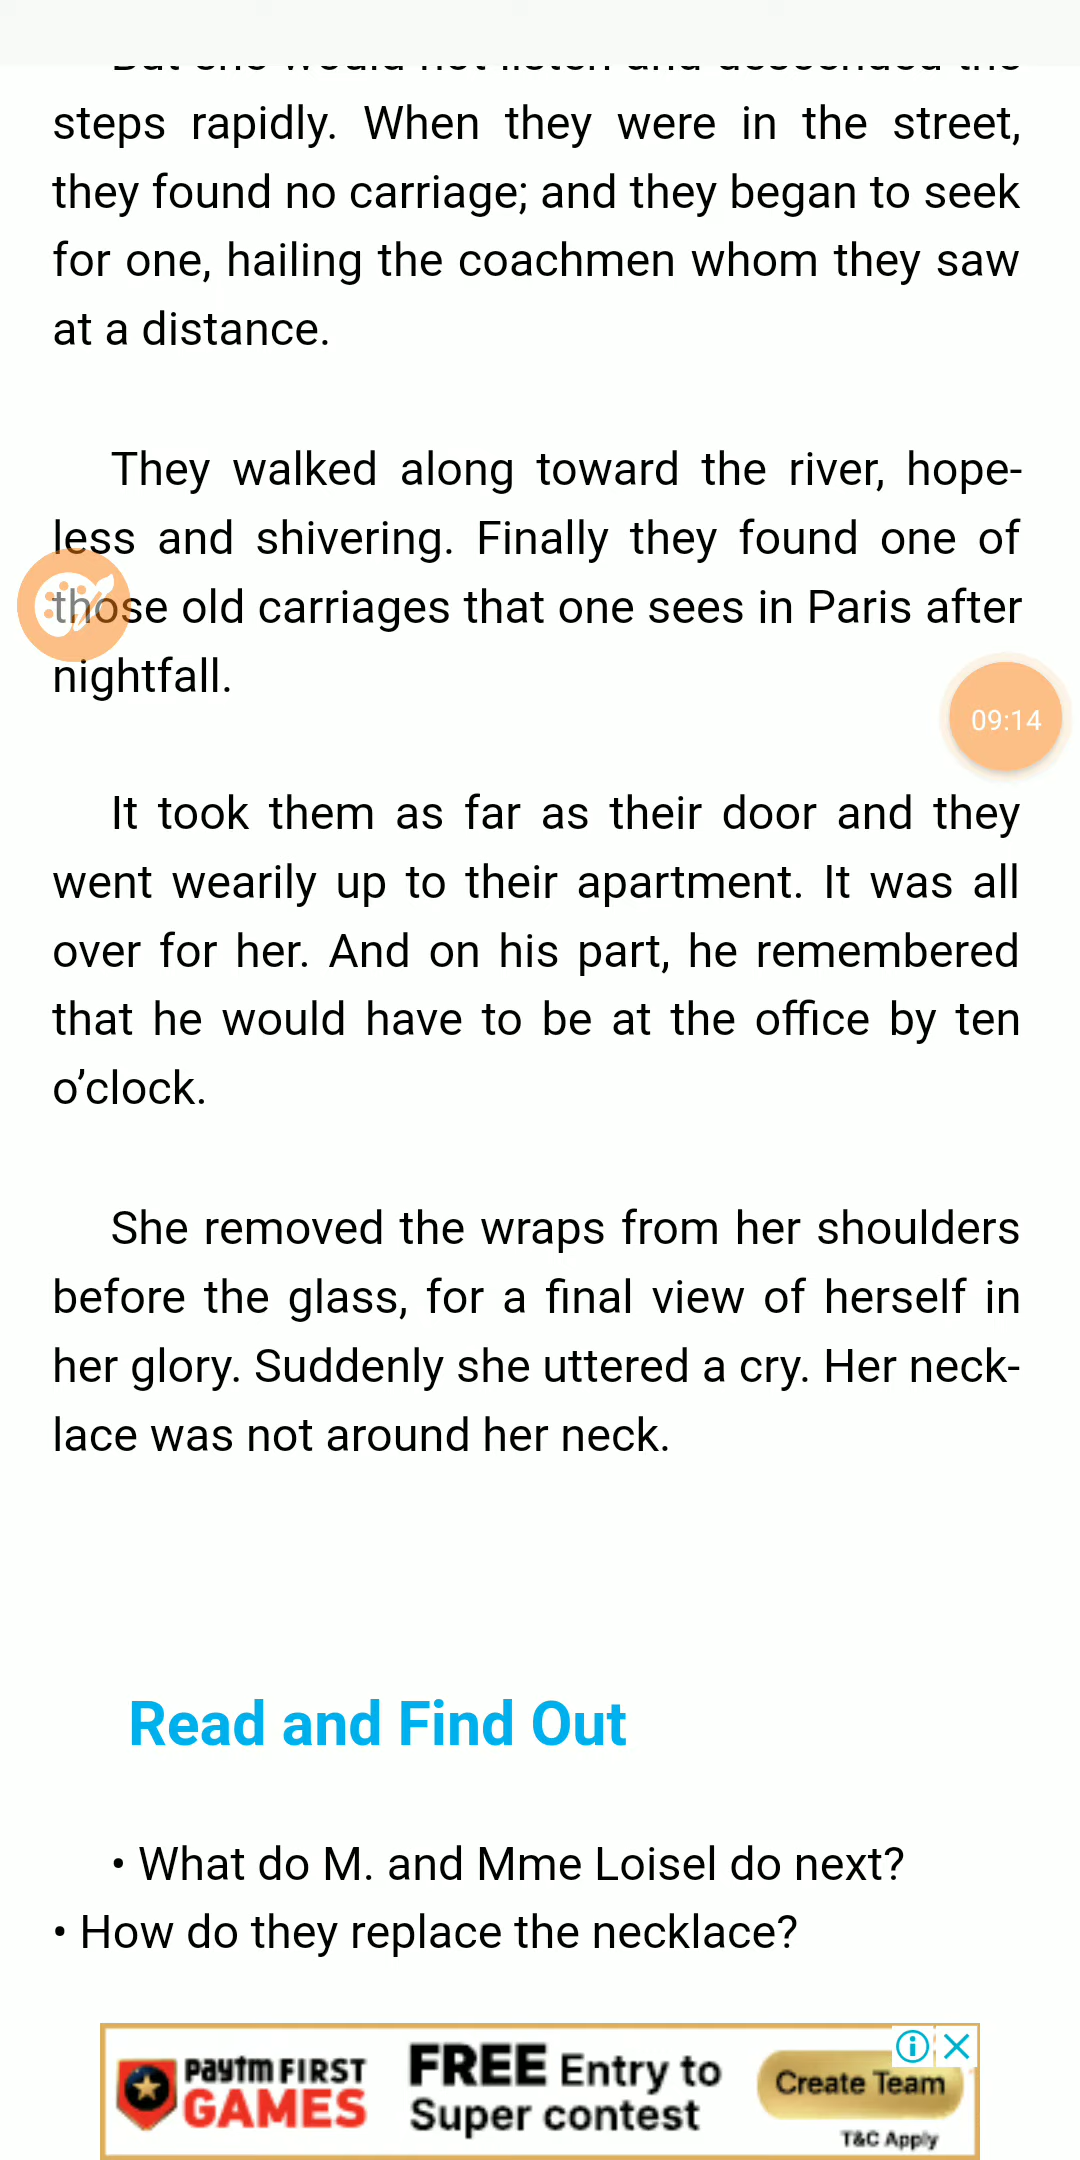 steps rapidly. When they were in the street,
they found no carriage; and they began to seek
for one, hailing the coachmen whom they saw
at a distance.
They walked along toward the river, hope-
less and shivering. Finally they found one of
those old carriages that one sees in Paris after
nightfall.
09:14
It took them as far as their door and they
went wearily up to their apartment. It was all
over for her. And on his part, he remembered
that he would have to be at the office by ten
o’clock.
She removed the wraps from her shoulders
before the glass, for a final view of herself in
her glory. Suddenly she uttered a cry. Her neck-
lace was not around her neck.
Read and Find Out
• What do M. and Mme Loisel do next?
• How do they replace the necklace?
Paytm FIRST
GAMES
FREE Entry to
Super contest
Create Team
T&C Apply